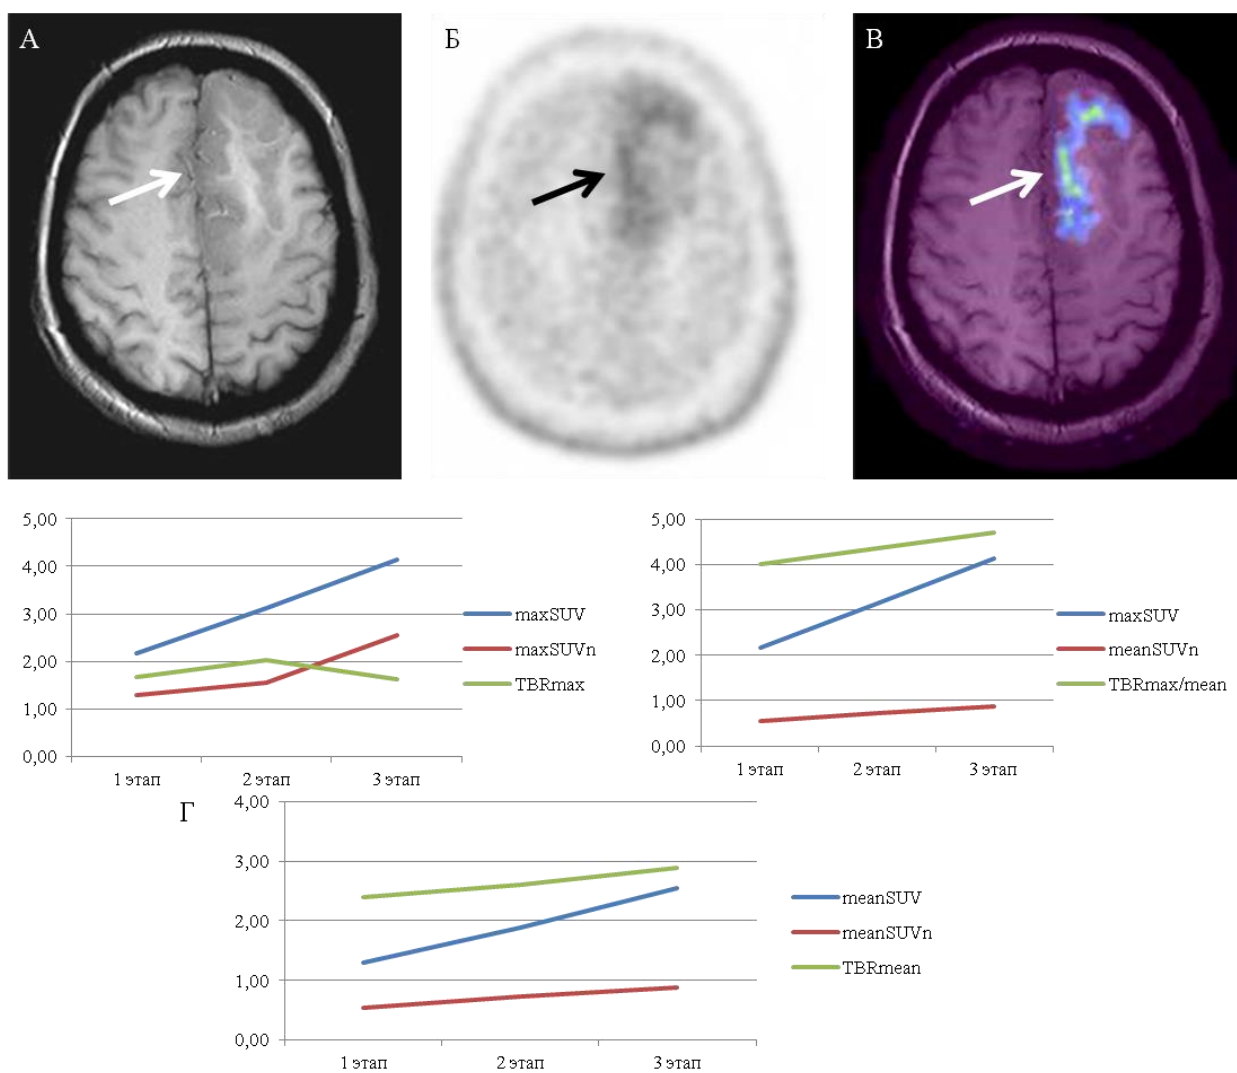 А
Б
В
5,00
4,00
3,00
2,00
1,00
0,00
1 этап
2 этап
3 этап
maxSUV
maxSUVn
TBRmax
5,00
4,00
3,00
2,00
1,00
0,00
1 этап
2 этап
3 этап
maxSUV
meanSUVn
TBRmax/mean
Г
4,00
3,00
2,00
1,00
0,00
1 этап
2 этап
3 этап
meanSUV
meanSUVn
TBRmean